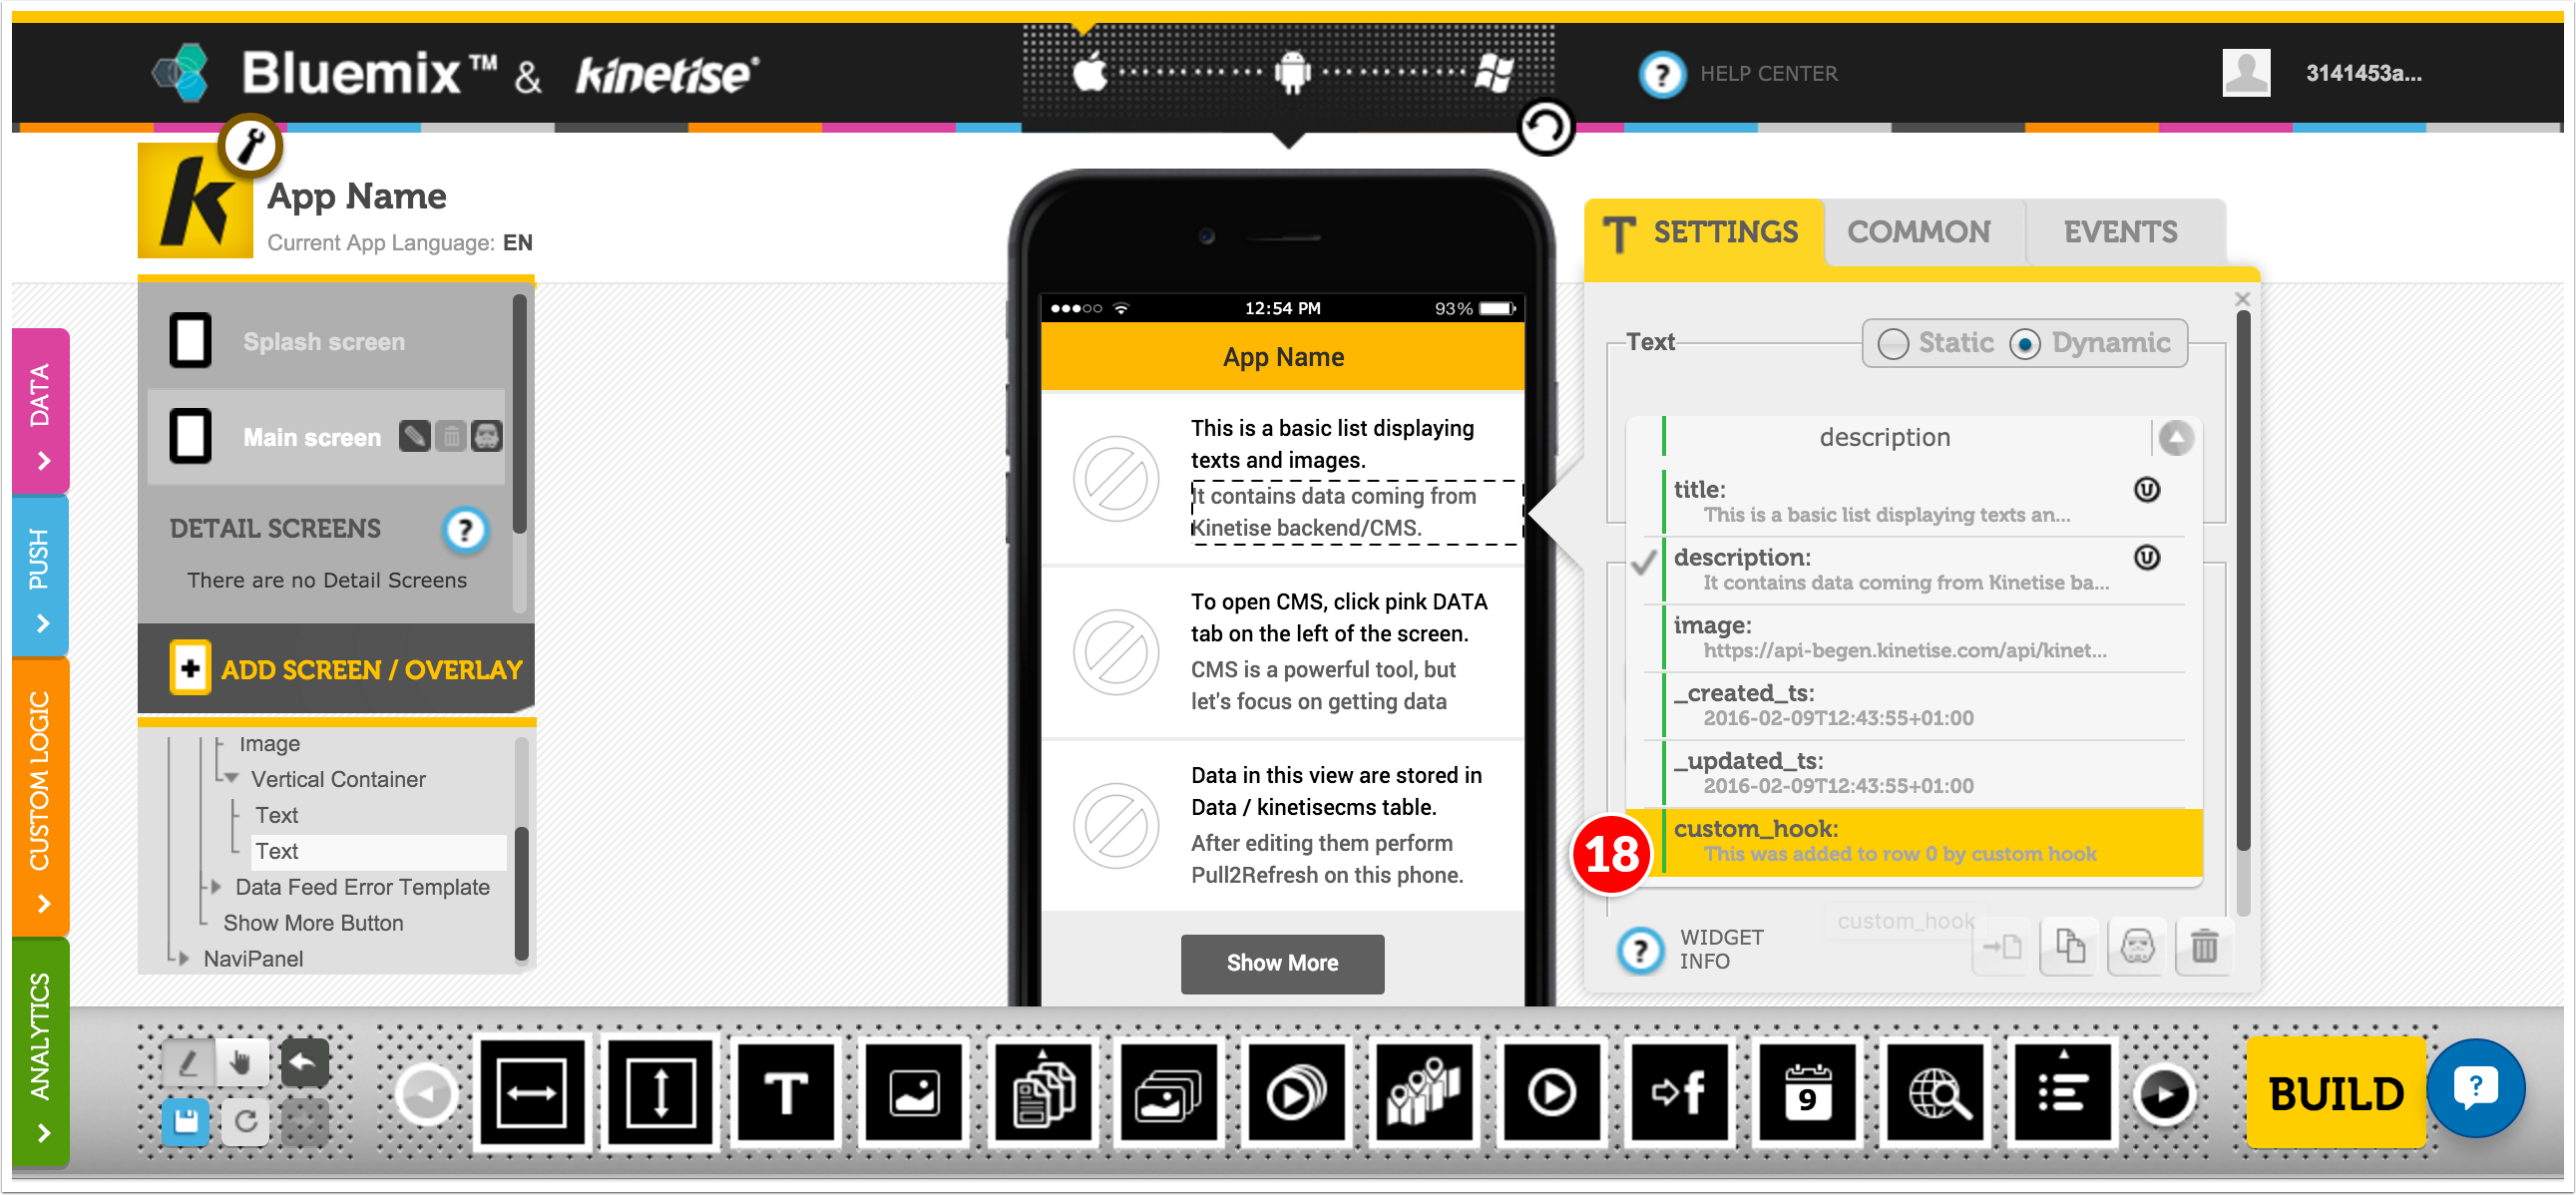 Bluemix™ & kinetise®
HELP CENTER
3141453a...
App Name
Current App Language: EN
Splash screen
Main screen
DETAIL SCREENS
?
There are no Detail Screens
ADD SCREEN / OVERLAY
Image
Vertical Container
Text
Text
Data Feed Error Template
Show More Button
NaviPanel
DATA
PUSH
CUSTOM LOGIC
ANALYTICS
12:54 PM
93%
App Name
This is a basic list displaying
texts and images.
It contains data coming from
Kinetise backend/CMS.
To open CMS, click pink DATA
tab on the left of the screen.
CMS is a powerful tool, but
let's focus on getting data
Data in this view are stored in
Data / kinetisecms table.
After editing them perform
Pull2Refresh on this phone.
Show More
T SETTINGS
COMMON
EVENTS
Text
Static
Dynamic
description
title:
This is a basic list displaying texts an...
description:
It contains data coming from Kinetise ba...
image:
https://api-begen.kinetise.com/api/kinet...
_created_ts:
2016-02-09T12:43:55+01:00
_updated_ts:
2016-02-09T12:43:55+01:00
18
custom_hook:
This was added to row 0 by custom hook
custom_hook
? WIDGET
INFO
T
f
9
BUILD
?